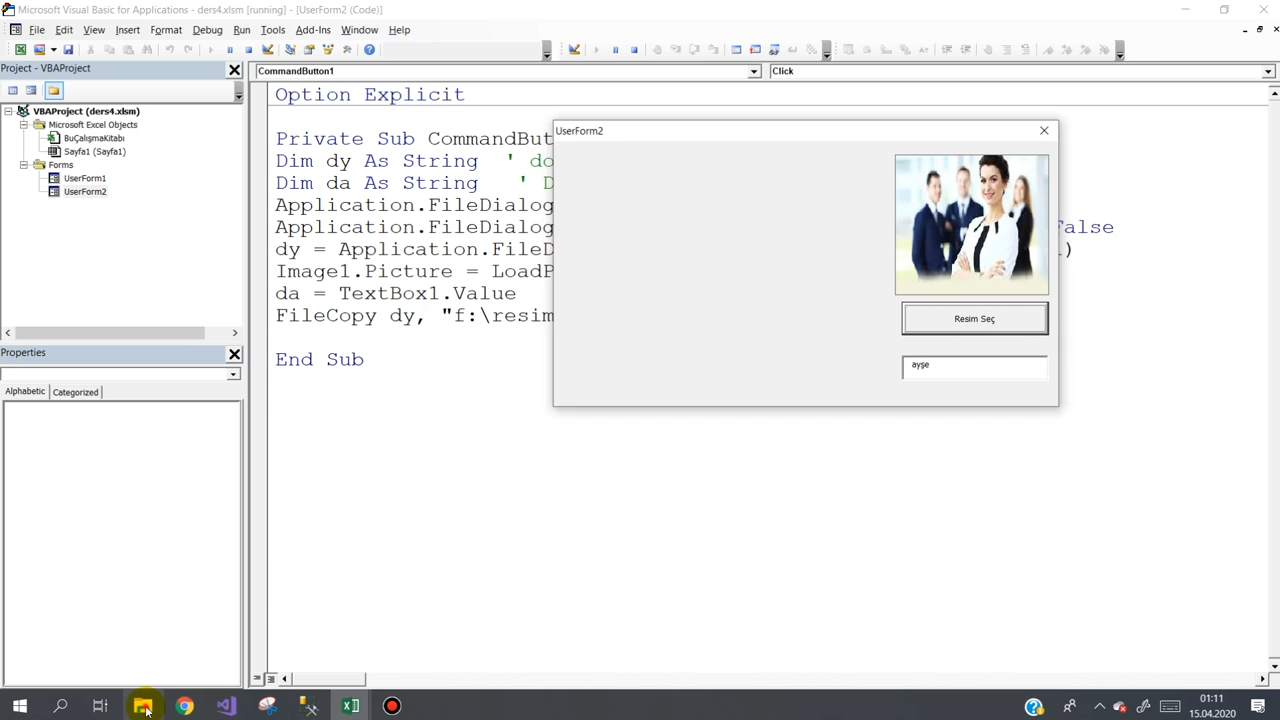 Microsoft Visual Basic for Applications - ders4.xlsm [running] - [UserForm2 (Code)]
File Edit View Insert Format Debug Run Tools Add-Ins Window Help
Project - VBAProject
VBAProject (ders4.xlsm)
Microsoft Excel Objects
BuÇalışmaKitabı
Sayfa1 (Sayfa1)
Forms
UserForm1
UserForm2
Properties
Alphabetic Categorized
CommandButton1 Click
Option Explicit
Private Sub CommandBut
Dim dy As String ' do
Dim da As String ' D
Application.FileDialog
Application.FileDialog False
dy = Application.FileD )
Image1.Picture = LoadP
da = TextBox1.Value
FileCopy dy, "f:\resim
End Sub
UserForm2
Resim Seç
ayşe
01:11
15.04.2020